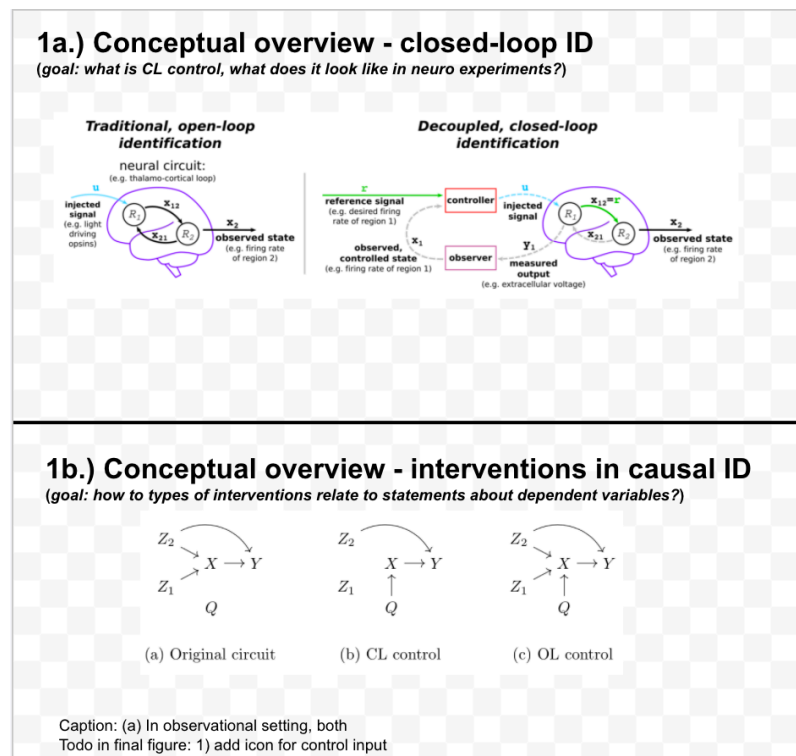 1a.) Conceptual overview - closed-loop ID
(goal: what is CL control, what does it look like in neuro experiments?)
Traditional, open-loop
identification
neural circuit:
(e.g. thalamo-cortical loop)
u
injected
signal
(e.g. light
driving
opsins)
R₁
x₁₂
x₂₁
R₂
x₂
observed state
(e.g. firing rate
of region 2)
Decoupled, closed-loop
identification
r
reference signal
(e.g. desired firing
rate of region 1)
controller
u
injected
signal
x₁₂=r
R₁
x₂₁
R₂
x₂
observed state
(e.g. firing rate
of region 2)
x₁
observed,
controlled state
(e.g. firing rate of region 1)
observer
y₁
measured
output
(e.g. extracellular voltage)
1b.) Conceptual overview - interventions in causal ID
(goal: how to types of interventions relate to statements about dependent variables?)
Z₂
X → Y
Z₁
Q
(a) Original circuit
Z₂
X → Y
Z₁
Q
(b) CL control
Z₂
X → Y
Z₁
Q
(c) OL control
Caption: (a) In observational setting, both
Todo in final figure: 1) add icon for control input